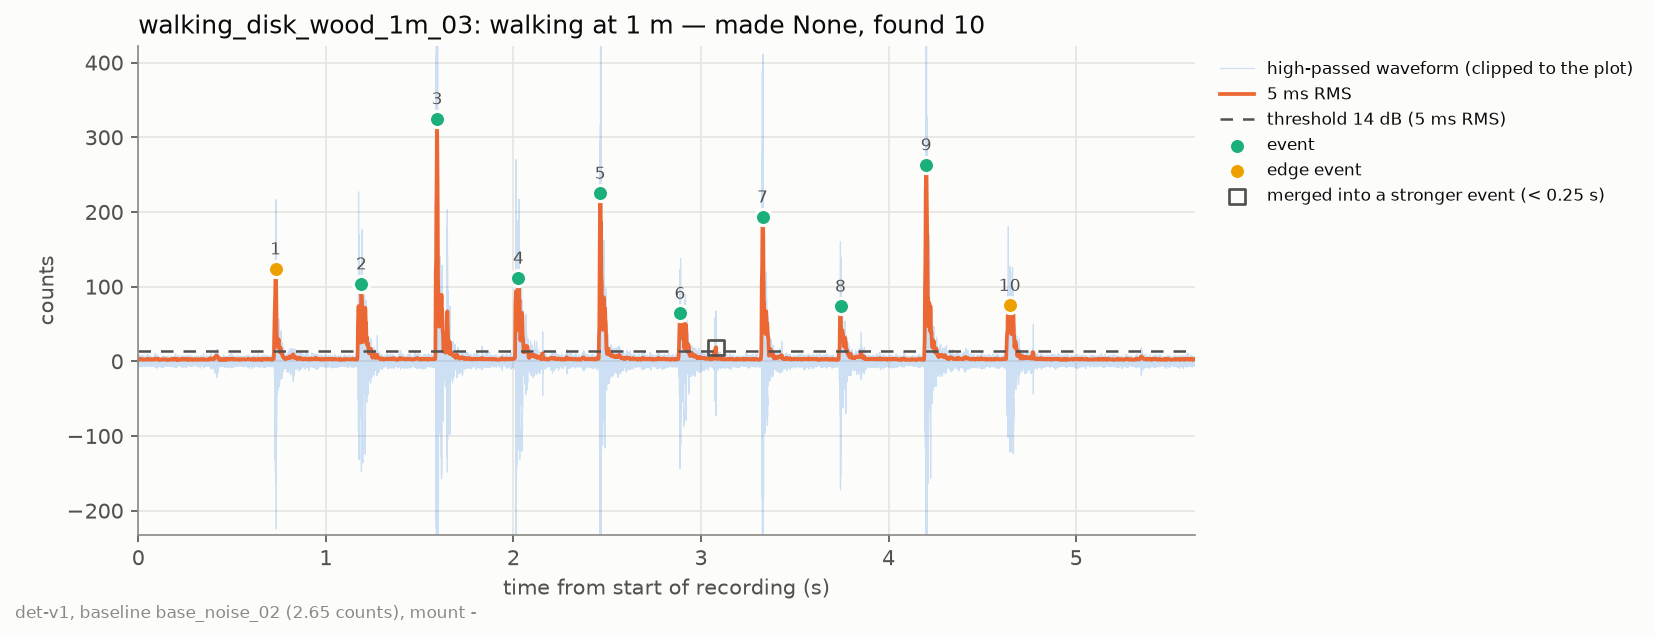 walking_disk_wood_1m_03: walking at 1 m — made None, found 10
high-passed waveform (clipped to the plot)
5 ms RMS
threshold 14 dB (5 ms RMS)
event
edge event
merged into a stronger event (< 0.25 s)
400
300
200
100
0
−100
−200
counts
1
2
3
4
5
6
7
8
9
10
0
1
2
3
4
5
time from start of recording (s)
det-v1, baseline base_noise_02 (2.65 counts), mount -